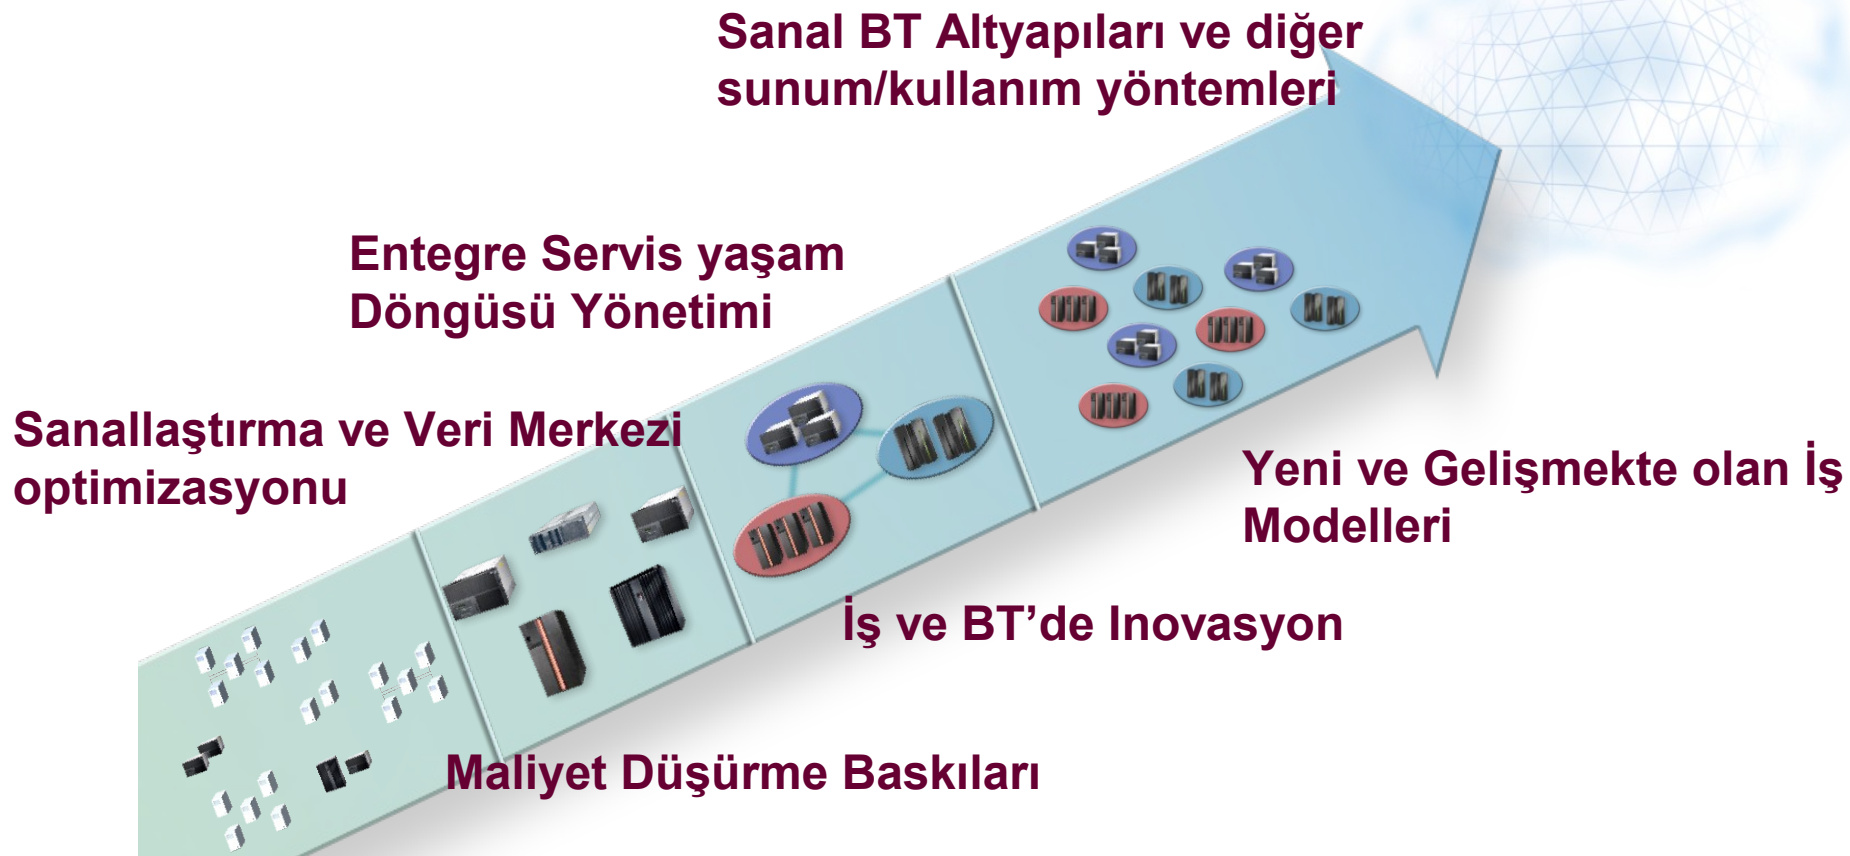 Sanal BT Altyapıları ve diğer
sunum/kullanım yöntemleri
Entegre Servis yaşam
Döngüsü Yönetimi
Sanallaştırma ve Veri Merkezi
optimizasyonu
Yeni ve Gelişmekte olan İş
Modelleri
İş ve BT’de Inovasyon
Maliyet Düşürme Baskıları